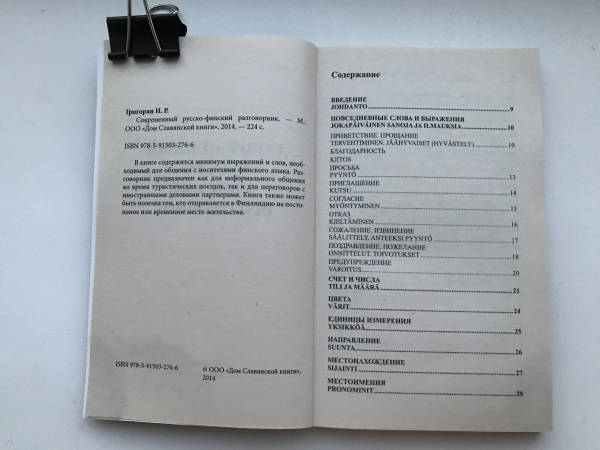 Григорян И. Р.
Современный русско-финский разговорник. — М.:
ООО «Дом Славянской книги», 2014. — 224 с.
ISBN 978-5-91503-276-6
В книге содержится минимум выражений и слов, необ-
ходимый для общения с носителями финского языка. Раз-
говорник предназначен как для неформального общения
во время туристических поездок, так и для переговоров с
иностранными деловыми партнерами. Книга также может
быть полезна тем, кто отправляется в Финляндию на посто-
янное или временное место жительства.
ISBN 978-5-91503-276-6
© ООО «Дом Славянской книги»,
2014
Содержание
ВВЕДЕНИЕ
JOHDANTO 9
ПОВСЕДНЕВНЫЕ СЛОВА И ВЫРАЖЕНИЯ
JOKAPÄIVÄINEN SANOJA JA ILMAUKSIA 10
ПРИВЕТСТВИЕ. ПРОЩАНИЕ
TERVEHTIMINEN. JÄÄHYVAISET (HYVÄSTELY) 10
БЛАГОДАРНОСТЬ
KIITOS
ПРОСЬБА
PYYNTÖ 13
ПРИГЛАШЕНИЕ
KUTSU 14
СОГЛАСИЕ
MYÖNTYMINEN 15
ОТКАЗ
KIELTÄMINEN 16
СОЖАЛЕНИЕ, ИЗВИНЕНИЕ
SÄÄLITTELY, ANTEEKSI PYYNTÖ 17
ПОЗДРАВЛЕНИЕ, ПОЖЕЛАНИЕ
ONNITTELUT, TOIVOTUKSET 18
ПРЕДУПРЕЖДЕНИЕ
VAROITUS 20
СЧЕТ И ЧИСЛА
TILI JA MÄÄRÄ 21
ЦВЕТА
VÄRIT 24
ЕДИНИЦЫ ИЗМЕРЕНИЯ
YKSIKKÖÄ 25
НАПРАВЛЕНИЕ
SUUNTA 26
МЕСТОНАХОЖДЕНИЕ
SIJAINTI 27
МЕСТОИМЕНИЯ
PRONOMINIT 28